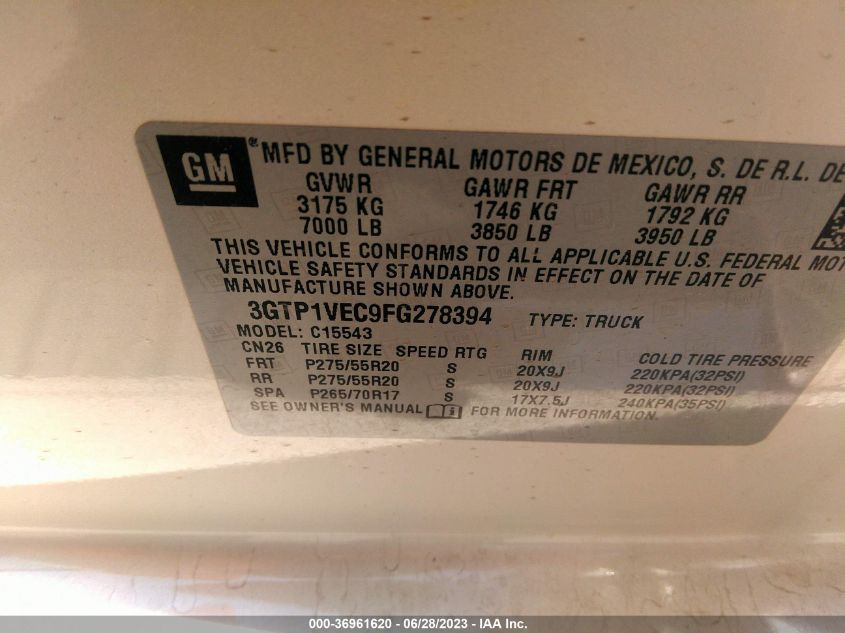 GM ® MFD BY GENERAL MOTORS DE MEXICO, S. DE R.L. DE
GVWR GAWR FRT GAWR RR
3175 KG 1746 KG 1792 KG
7000 LB 3850 LB 3950 LB
THIS VEHICLE CONFORMS TO ALL APPLICABLE U.S. FEDERAL MOT
VEHICLE SAFETY STANDARDS IN EFFECT ON THE DATE OF
MANUFACTURE SHOWN ABOVE.
3GTP1VEC9FG278394 TYPE: TRUCK
MODEL: C15543
CN26 TIRE SIZE SPEED RTG RIM COLD TIRE PRESSURE
FRT P275/55R20 S 20X9J 220KPA(32PSI)
RR P275/55R20 S 20X9J 220KPA(32PSI)
SPA P265/70R17 S 17X7.5J 240KPA(35PSI)
SEE OWNER'S MANUAL FOR MORE INFORMATION.
000-36961620 - 06/28/2023 - IAA Inc.